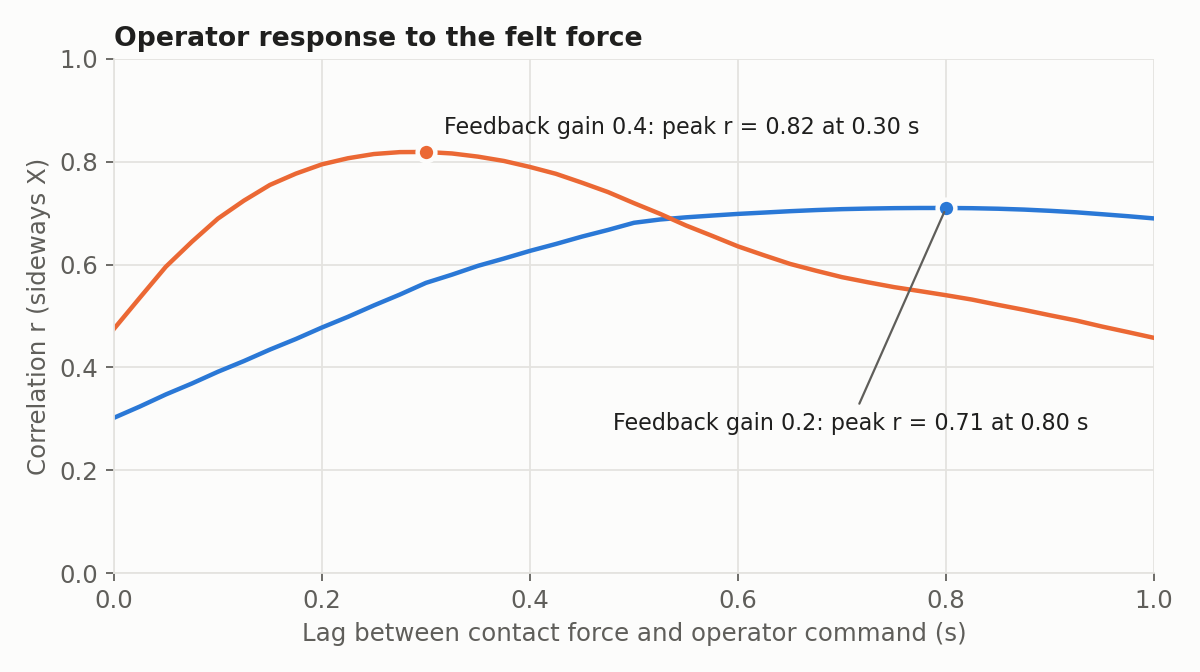 Operator response to the felt force
Correlation r (sideways X)
1.0
0.8
0.6
0.4
0.2
0.0
Feedback gain 0.4: peak r = 0.82 at 0.30 s
Feedback gain 0.2: peak r = 0.71 at 0.80 s
0.0 0.2 0.4 0.6 0.8 1.0
Lag between contact force and operator command (s)